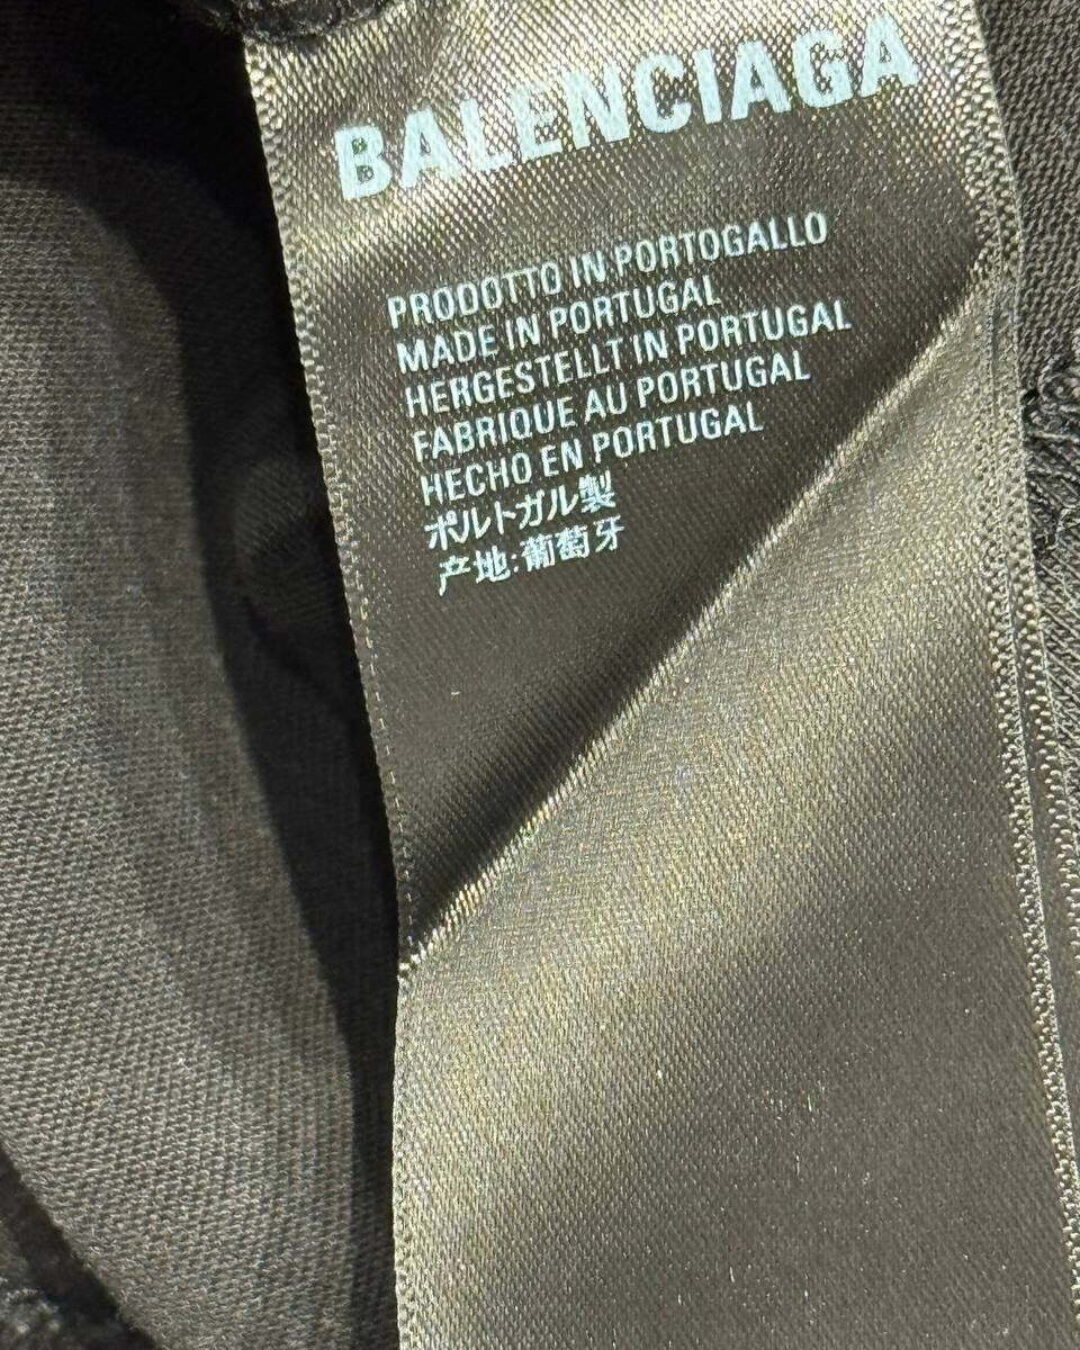 BALENCIAGA
PRODOTTO IN PORTOGALLO
MADE IN PORTUGAL
HERGESTELLT IN PORTUGAL
FABRIQUE AU PORTUGAL
HECHO EN PORTUGAL
ポルトガル製
产地:葡萄牙